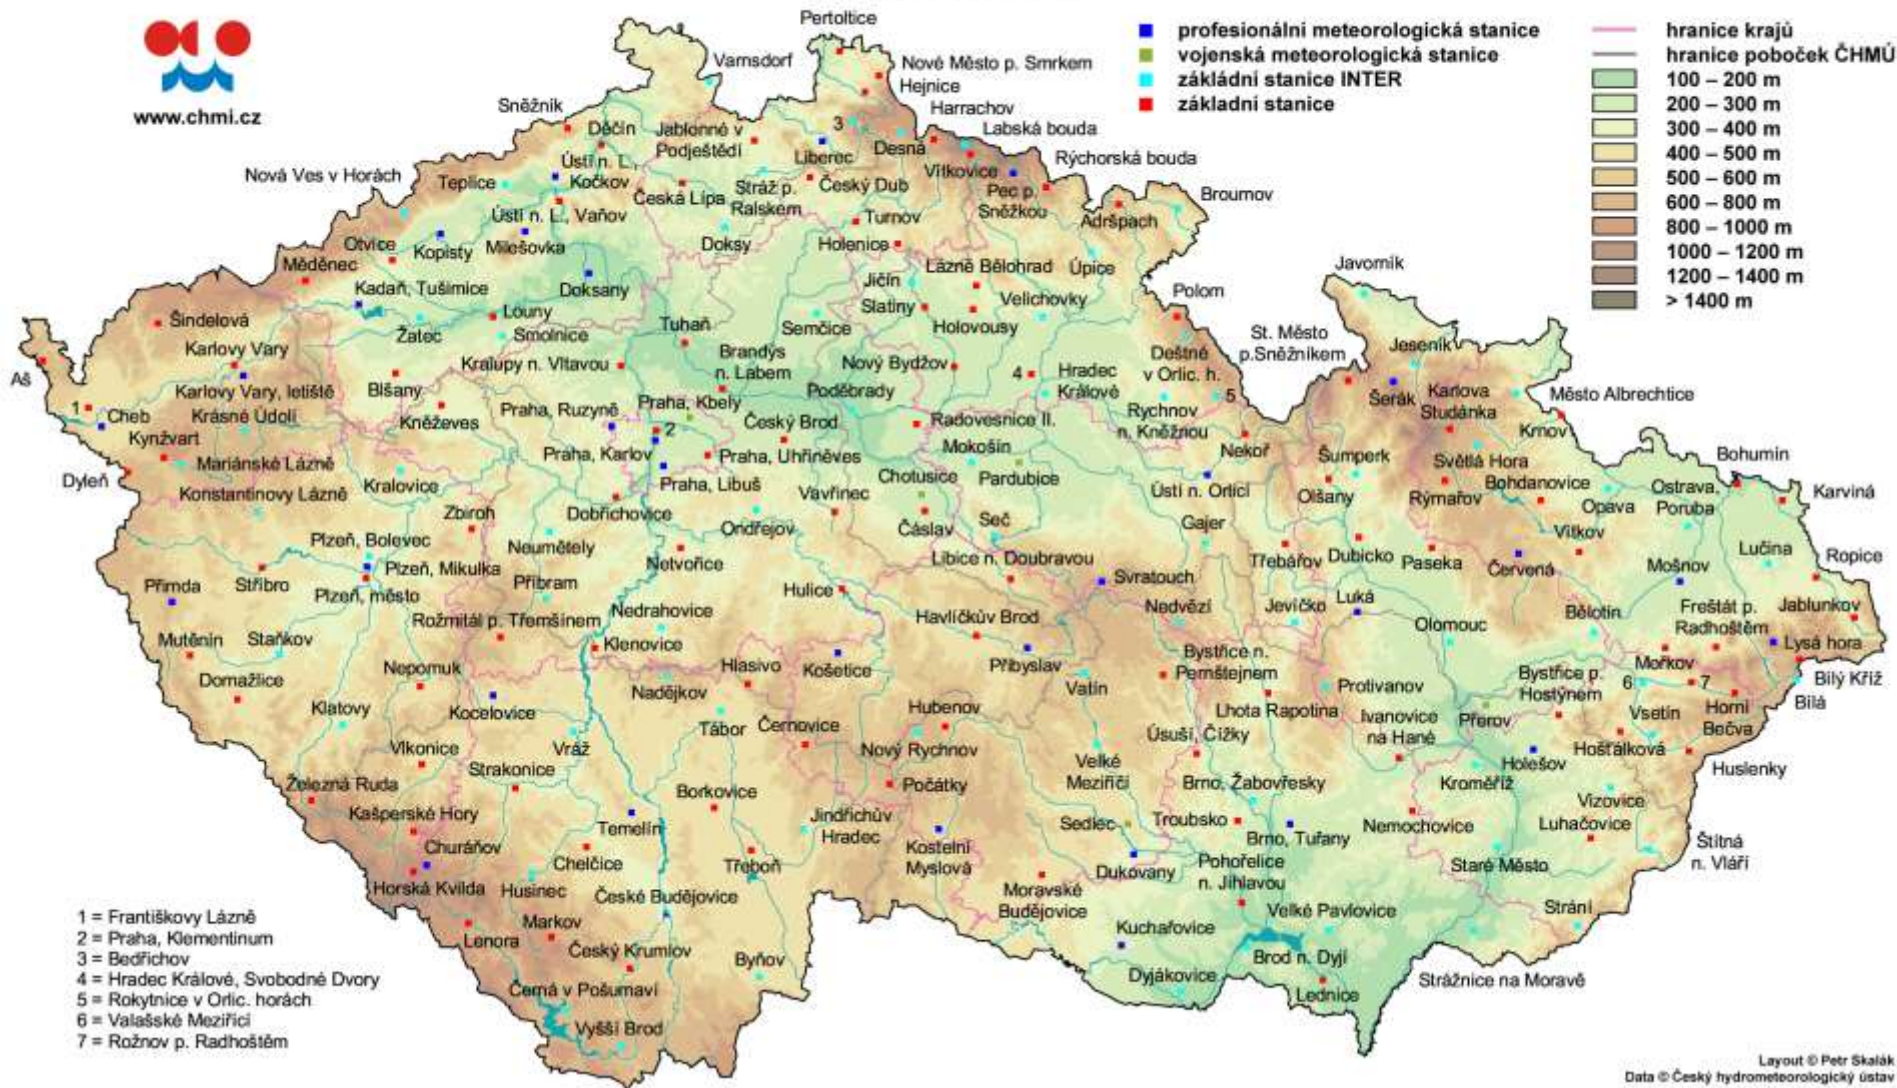 www.chmi.cz
profesionální meteorologická stanice
vojenská meteorologická stanice
základní stanice INTER
základní stanice
hranice krajů
hranice poboček ČHMÚ
100 – 200 m
200 – 300 m
300 – 400 m
400 – 500 m
500 – 600 m
600 – 800 m
800 – 1000 m
1000 – 1200 m
1200 – 1400 m
> 1400 m
Pertoltice
Varnsdorf
Nové Město p. Smrkem
Hejnice
Sněžník
Harrachov
Děčín
Jablonné v
Podještědí
3
Labská bouda
Liberec
Desná
Ústí n. L.,
Kočkov
Rýchorská bouda
Nová Ves v Horách
Teplice
Vítkovice
Česká Lípa
Stráž p.
Ralskem
Český Dub
Pec p.
Sněžkou
Broumov
Ústí n. L., Vaňov
Turnov
Adršpach
Otvice
Kopisty
Milešovka
Doksy
Holenice
Měděnec
Lázně Bělohrad
Úpice
Javorník
Kadaň, Tušimice
Doksany
Jičín
Slatiny
Velichovky
Polom
Šindelová
Louny
Žatec
Smolnice
Tuhaň
Semčice
Holovousy
St. Město
p.Sněžníkem
Jeseník
Karlovy Vary
Kralupy n. Vltavou
Brandýs
n. Labem
Nový Bydžov
Deštné
v Orlic. h.
Aš
Karlovy Vary, letiště
Blšany
Poděbrady
4
Hradec
Králové
5
Šerák
Karlova
Studánka
Město Albrechtice
1
Cheb
Krásné Údolí
Kněževes
Praha, Ruzyně
Praha, Kbely
Český Brod
Radovesnice II.
Rychnov
n. Kněžnou
Krnov
Kynžvart
2
Praha, Karlov
Praha, Uhříněves
Mokošín
Nekoř
Šumperk
Světlá Hora
Bohumín
Mariánské Lázně
Dyleň
Kralovice
Praha, Libuš
Chotusice
Pardubice
Ústí n. Orlicí
Olšany
Rýmařov
Bohdanovice
Ostrava,
Poruba
Karviná
Konstantinovy Lázně
Zbiroh
Dobřichovice
Vavřinec
Opava
Ondřejov
Čáslav
Seč
Gajer
Vítkov
Plzeň, Bolevec
Neumětely
Netvořice
Libice n. Doubravou
Třebářov
Dubicko
Paseka
Lučina
Ropice
Přimda
Stříbro
Plzeň, Mikulka
Příbram
Hulice
Svratouch
Červená
Mošnov
Plzeň, město
Nedrahovice
Nedvězí
Jevíčko
Luká
Bělotín
Freštát p.
Radhoštěm
Jablunkov
Rožmitál p. Třemšínem
Havlíčkův Brod
Olomouc
Mutěnín
Staňkov
Klenovice
Košetice
Přibyslav
Bystřice n.
Pernštejnem
Mořkov
Lysá hora
Nepomuk
Hlasivo
Bystřice p.
Hostýnem
6
7
Bílý Kříž
Domažlice
Nadějkov
Vatín
Protivanov
Horní
Bečva
Bílá
Klatovy
Kocelovice
Tábor
Černovice
Hubenov
Lhota Rapotina
Ivanovice
na Hané
Přerov
Vsetín
Vlkonice
Vráž
Nový Rychnov
Úsuší, Čížky
Hošťálková
Strakonice
Velké
Meziříčí
Holešov
Huslenky
Železná Ruda
Borkovice
Počátky
Brno, Žabovřesky
Kroměříž
Vizovice
Kašperské Hory
Temelín
Jindřichův
Hradec
Sedlec
Troubsko
Brno, Tuřany
Nemochovice
Luhačovice
Churáňov
Chelčice
Třeboň
Kostelní
Myslová
Dukovany
Pohořelice
n. Jihlavou
Staré Město
Štítná
n. Vláří
Horská Kvilda
Husinec
České Budějovice
Moravské
Budějovice
Velké Pavlovice
Strání
Markov
Kuchařovice
Lenora
Český Krumlov
Byňov
Brod n. Dyjí
Dyjákovice
Strážnice na Moravě
Černá v Pošumaví
Lednice
Vyšší Brod
1 = Františkovy Lázně
2 = Praha, Klementinum
3 = Bedřichov
4 = Hradec Králové, Svobodné Dvory
5 = Rokytnice v Orlic. horách
6 = Valašské Meziříčí
7 = Rožnov p. Radhoštěm
Layout © Petr Skalák
Data © Český hydrometeorologický ústav